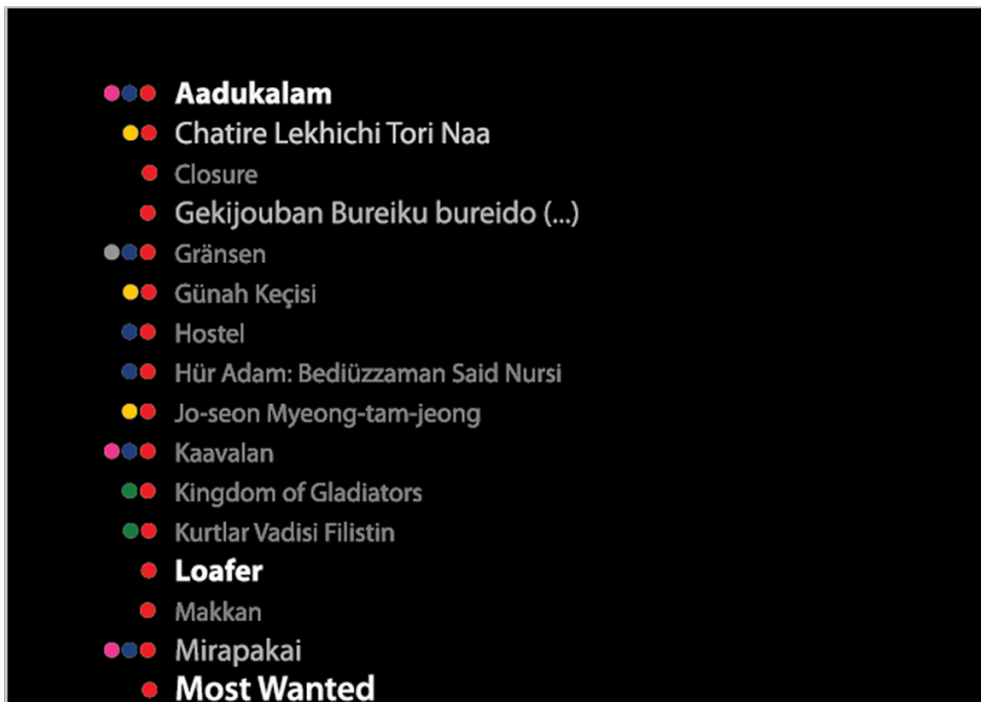 Aadukalam
Chatire Lekhichi Tori Naa
Closure
Gekijouban Bureiku bureido (...)
Gränsen
Günah Keçisi
Hostel
Hür Adam: Bediüzzaman Said Nursi
Jo-seon Myeong-tam-jeong
Kaavalan
Kingdom of Gladiators
Kurtlar Vadisi Filistin
Loafer
Makkan
Mirapakai
Most Wanted